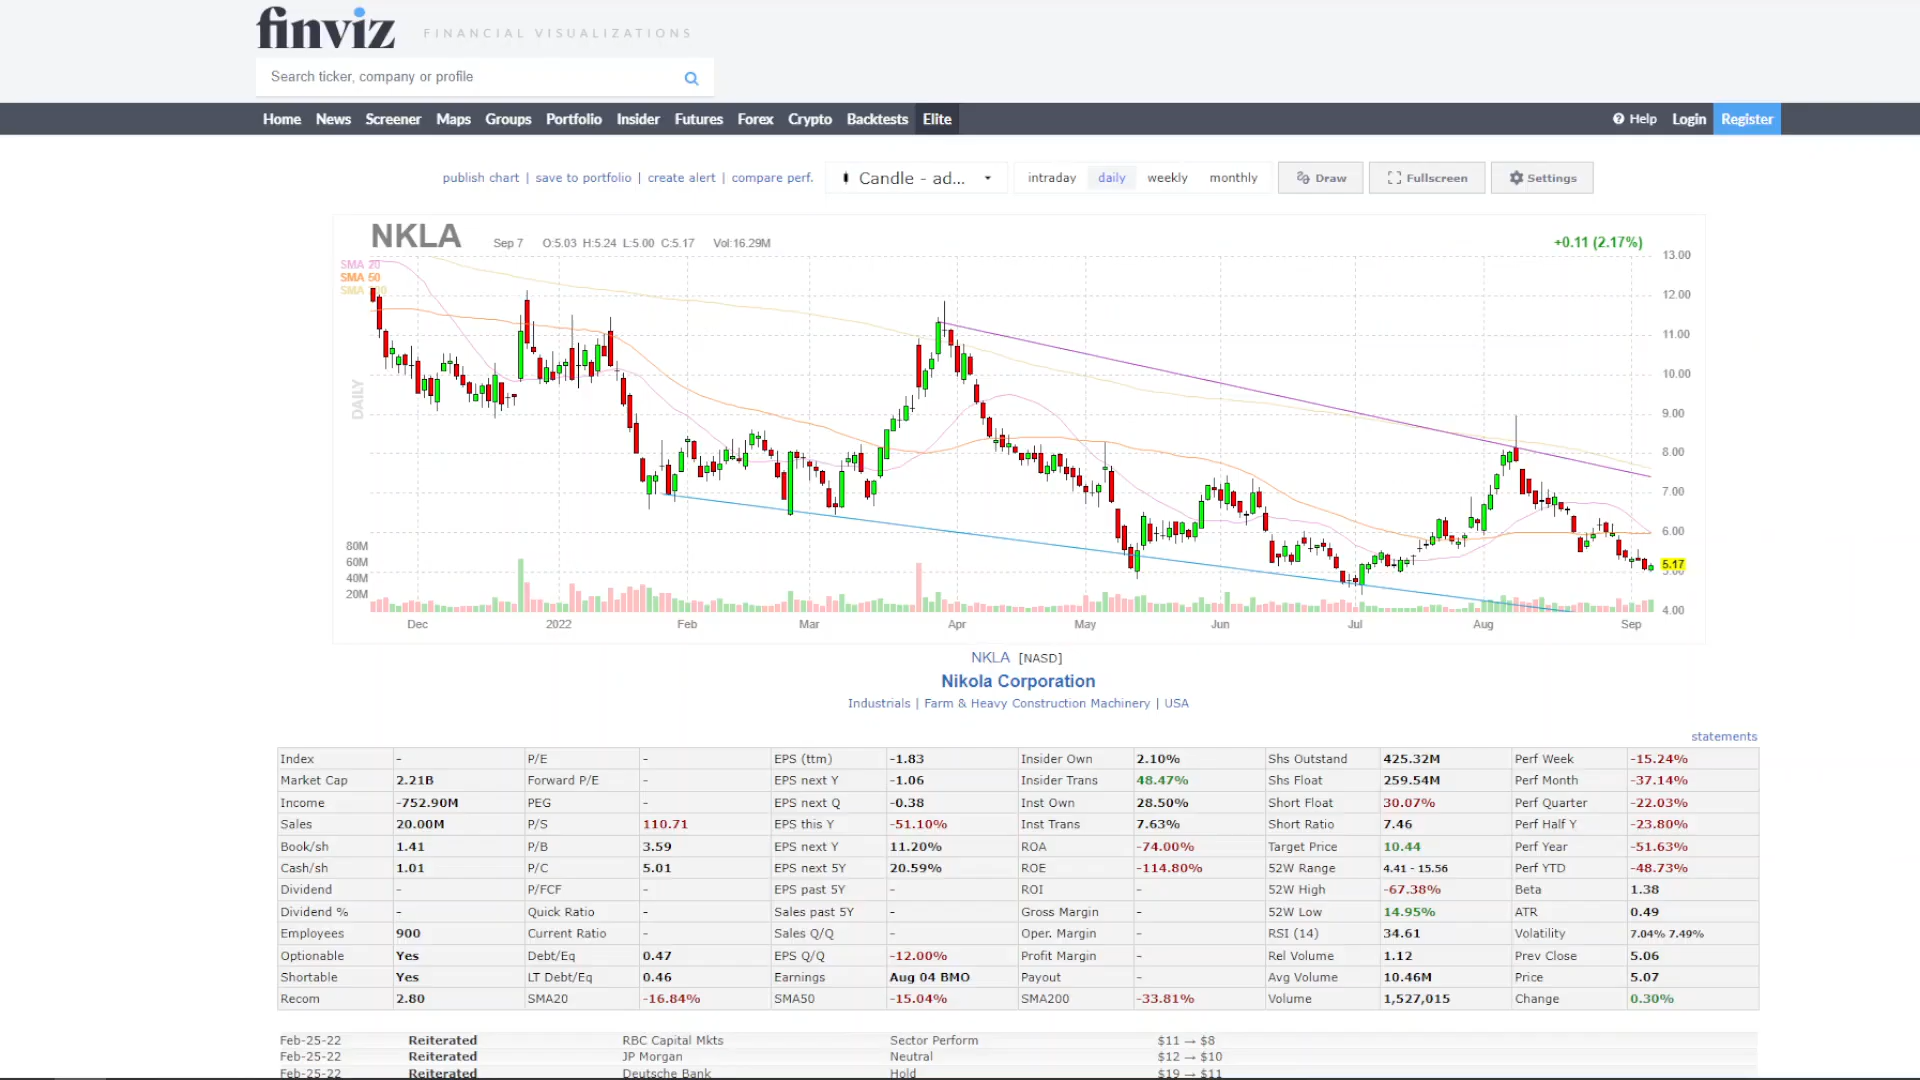 finviz FINANCIAL VISUALIZATIONS
Search ticker, company or profile
Home News Screener Maps Groups Portfolio Insider Futures Forex Crypto Backtests Elite Help Login Register
publish chart | save to portfolio | create alert | compare perf. Candle - ad... intraday daily weekly monthly Draw Fullscreen Settings
NKLA Sep 7 O:5.03 H:5.24 L:5.00 C:5.17 Vol:16.29M +0.11 (2.17%)
SMA 20
SMA 50
SMA
DAILY
13.00
12.00
11.00
10.00
9.00
8.00
7.00
6.00
5.17
5.00
4.00
80M
60M
40M
20M
Dec 2022 Feb Mar Apr May Jun Jul Aug Sep
NKLA [NASD]
Nikola Corporation
Industrials | Farm & Heavy Construction Machinery | USA
statements
Index - P/E - EPS (ttm) -1.83 Insider Own 2.10% Shs Outstand 425.32M Perf Week -15.24%
Market Cap 2.21B Forward P/E - EPS next Y -1.06 Insider Trans 48.47% Shs Float 259.54M Perf Month -37.14%
Income -752.90M PEG - EPS next Q -0.38 Inst Own 28.50% Short Float 30.07% Perf Quarter -22.03%
Sales 20.00M P/S 110.71 EPS this Y -51.10% Inst Trans 7.63% Short Ratio 7.46 Perf Half Y -23.80%
Book/sh 1.41 P/B 3.59 EPS next Y 11.20% ROA -74.00% Target Price 10.44 Perf Year -51.63%
Cash/sh 1.01 P/C 5.01 EPS next 5Y 20.59% ROE -114.80% 52W Range 4.41 - 15.56 Perf YTD -48.73%
Dividend - P/FCF - EPS past 5Y - ROI - 52W High -67.38% Beta 1.38
Dividend % - Quick Ratio - Sales past 5Y - Gross Margin - 52W Low 14.95% ATR 0.49
Employees 900 Current Ratio - Sales Q/Q - Oper. Margin - RSI (14) 34.61 Volatility 7.04% 7.49%
Optionable Yes Debt/Eq 0.47 EPS Q/Q -12.00% Profit Margin - Rel Volume 1.12 Prev Close 5.06
Shortable Yes LT Debt/Eq 0.46 Earnings Aug 04 BMO Payout - Avg Volume 10.46M Price 5.07
Recom 2.80 SMA20 -16.84% SMA50 -15.04% SMA200 -33.81% Volume 1,527,015 Change 0.30%
Feb-25-22 Reiterated RBC Capital Mkts Sector Perform $11 → $8
Feb-25-22 Reiterated JP Morgan Neutral $12 → $10
Feb-25-22 Reiterated Deutsche Bank Hold $19 → $11